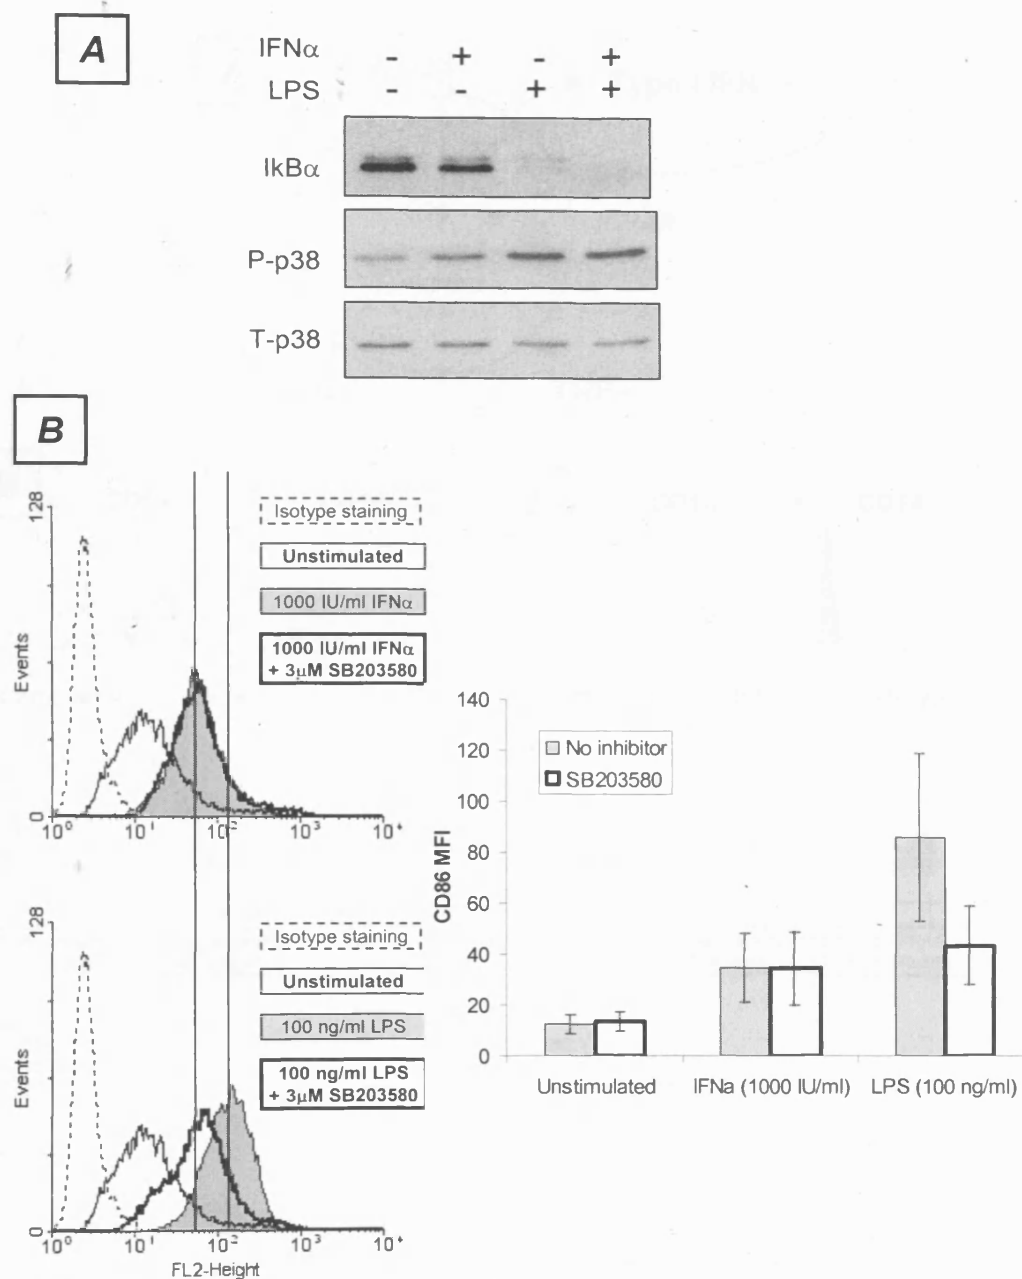 A
IFNα - + - +
LPS - - + +
IkBα
P-p38
T-p38
B
128
Events
0
10⁰ 10¹ 10² 10³ 10⁴
Isotype staining
Unstimulated
1000 IU/ml IFNα
1000 IU/ml IFNα
+ 3µM SB203580
128
Events
0
10⁰ 10¹ 10² 10³ 10⁴
FL2-Height
Isotype staining
Unstimulated
100 ng/ml LPS
100 ng/ml LPS
+ 3µM SB203580
CD86 MFI
140
120
100
80
60
40
20
0
No inhibitor
SB203580
Unstimulated IFNa (1000 IU/ml) LPS (100 ng/ml)